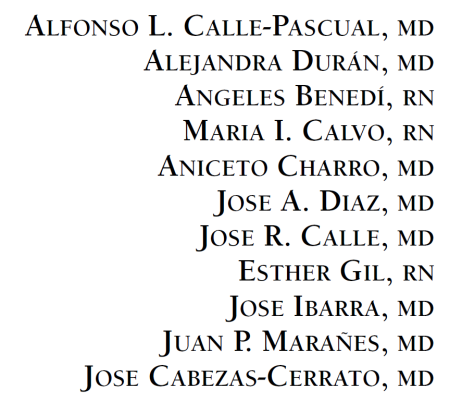 Alfonso L. Calle-Pascual, MD
Alejandra Durán, MD
Angeles Benedí, RN
Maria I. Calvo, RN
Aniceto Charro, MD
Jose A. Diaz, MD
Jose R. Calle, MD
Esther Gil, RN
Jose Ibarra, MD
Juan P. Marañes, MD
Jose Cabezas-Cerrato, MD